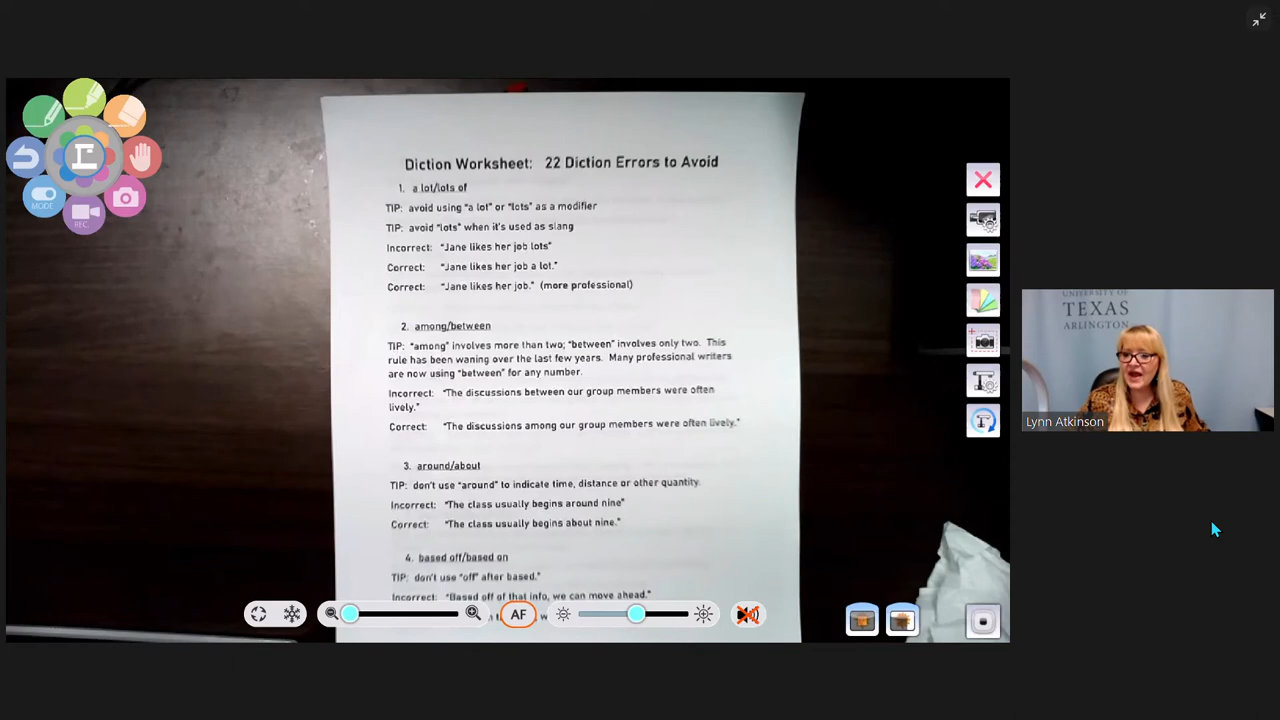 Diction Worksheet: 22 Diction Errors to Avoid
1. a lot/lots of
TIP: avoid using "a lot" or "lots" as a modifier
TIP: avoid "lots" when it's used as slang
Incorrect: "Jane likes her job lots"
Correct: "Jane likes her job a lot."
Correct: "Jane likes her job." (more professional)
2. among/between
TIP: "among" involves more than two; "between" involves only two. This
rule has been waning over the last few years. Many professional writers
are now using "between" for any number.
Incorrect: "The discussions between our group members were often
lively."
Correct: "The discussions among our group members were often lively."
3. around/about
TIP: don't use "around" to indicate time, distance or other quantity.
Incorrect: "The class usually begins around nine"
Correct: "The class usually begins about nine."
4. based off/based on
TIP: don't use "off" after based."
Incorrect: "Based off of that info, we can move ahead."
MODE
REC
AF
UNIVERSITY OF
TEXAS
ARLINGTON
Lynn Atkinson